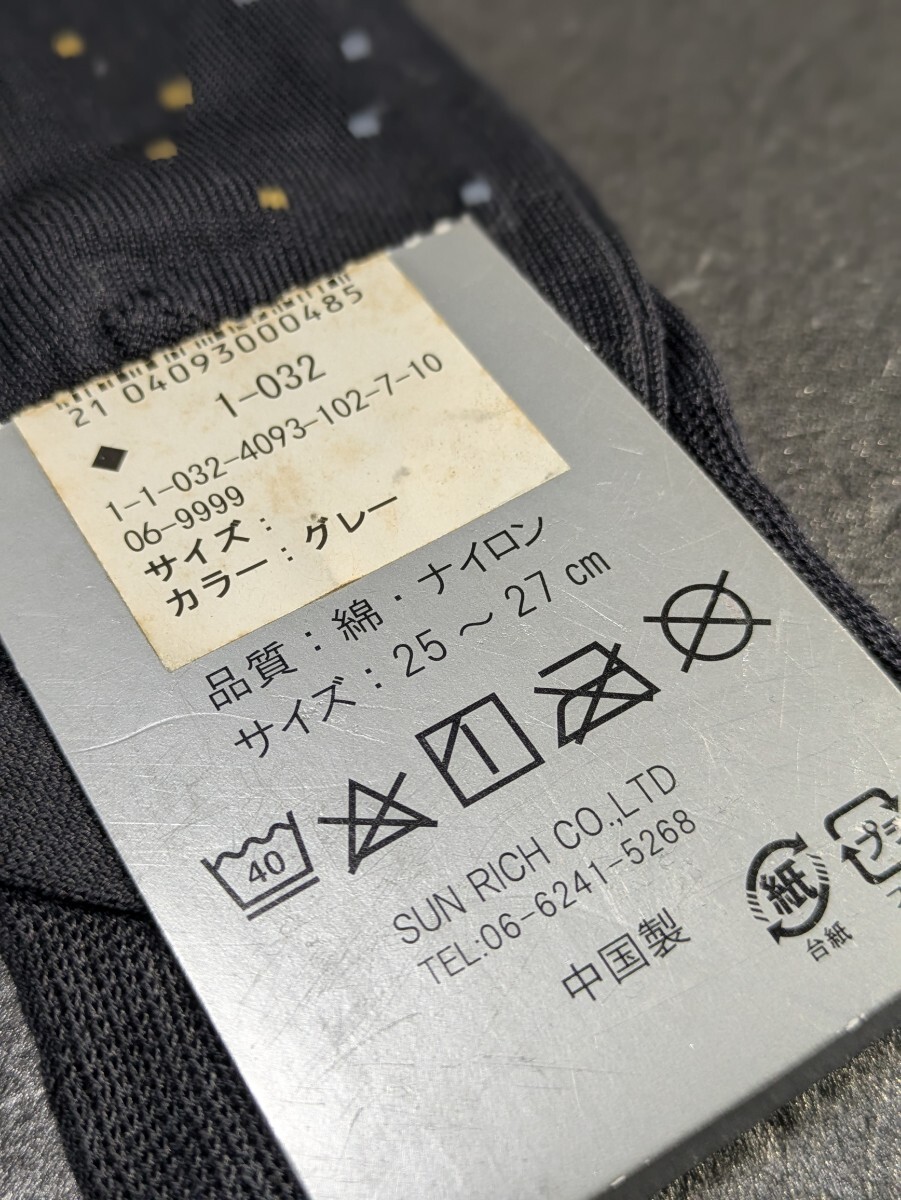 21 04093000485
1-032
1-1-032-4093-102-7-10
06-9999
サイズ：
カラー：グレー
品質：綿・ナイロン
サイズ：25～27cm
40
SUN RICH CO.,LTD
TEL:06-6241-5268
中国製
紙
台紙
プラ